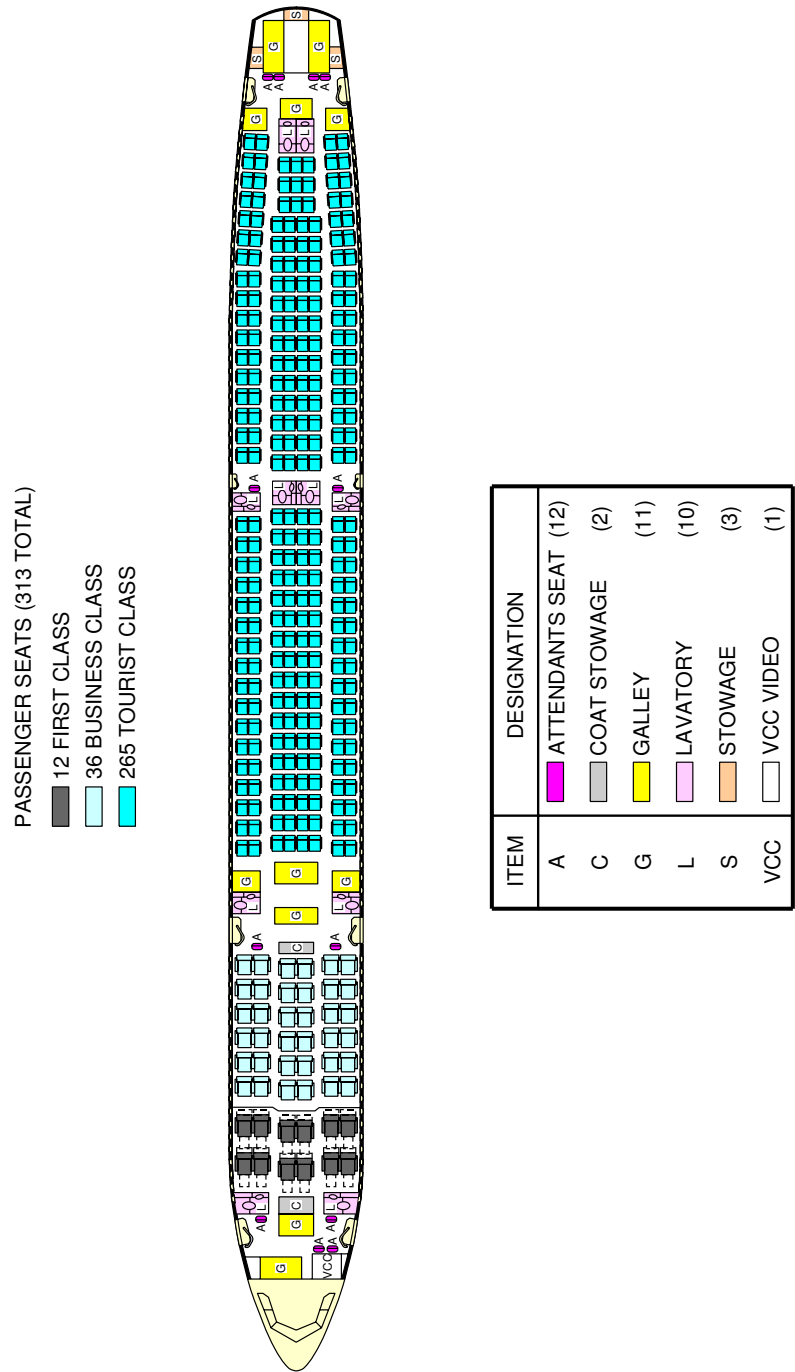 PASSENGER SEATS (313 TOTAL)
12 FIRST CLASS
36 BUSINESS CLASS
265 TOURIST CLASS
A L A L G L A G A A S
G G C C G G L L G G S
L L G
VCC A A A L A L G L A G A A S
ITEM DESIGNATION
A ATTENDANTS SEAT (12)
C COAT STOWAGE (2)
G GALLEY (11)
L LAVATORY (10)
S STOWAGE (3)
VCC VCC VIDEO (1)